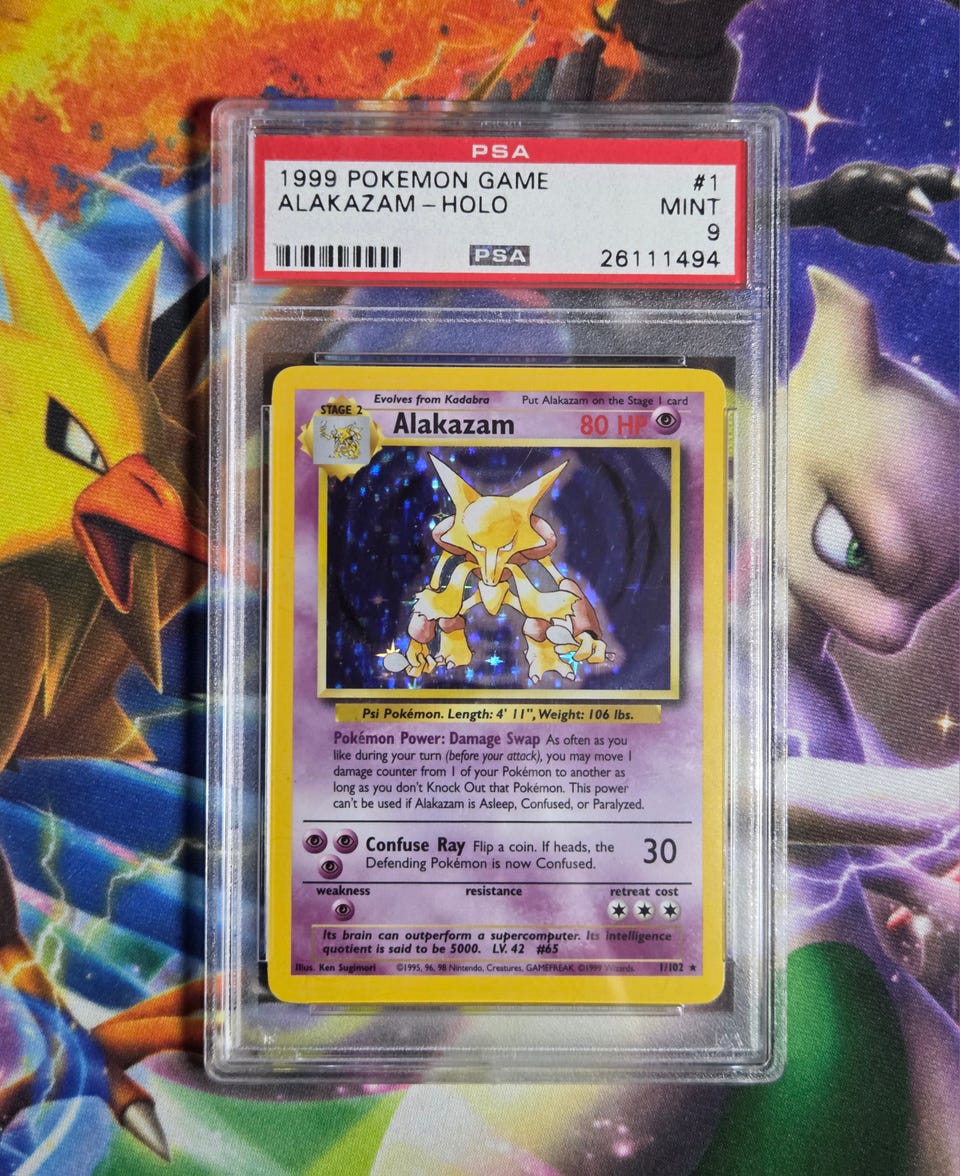 PSA
1999 POKEMON GAME #1
ALAKAZAM - HOLO MINT
9
PSA 26111494
Evolves from Kadabra Put Alakazam on the Stage 1 card
STAGE 2 Alakazam 80 HP
Psi Pokémon. Length: 4' 11", Weight: 106 lbs.
Pokémon Power: Damage Swap As often as you
like during your turn (before your attack), you may move 1
damage counter from 1 of your Pokémon to another as
long as you don't Knock Out that Pokémon. This power
can't be used if Alakazam is Asleep, Confused, or Paralyzed.
Confuse Ray Flip a coin. If heads, the
Defending Pokémon is now Confused. 30
weakness resistance retreat cost
Its brain can outperform a supercomputer. Its intelligence
quotient is said to be 5000. LV. 42 #65
Illus. Ken Sugimori ©1995, 96, 98 Nintendo, Creatures, GAMEFREAK. ©1999 Wizards. 1/102 ★